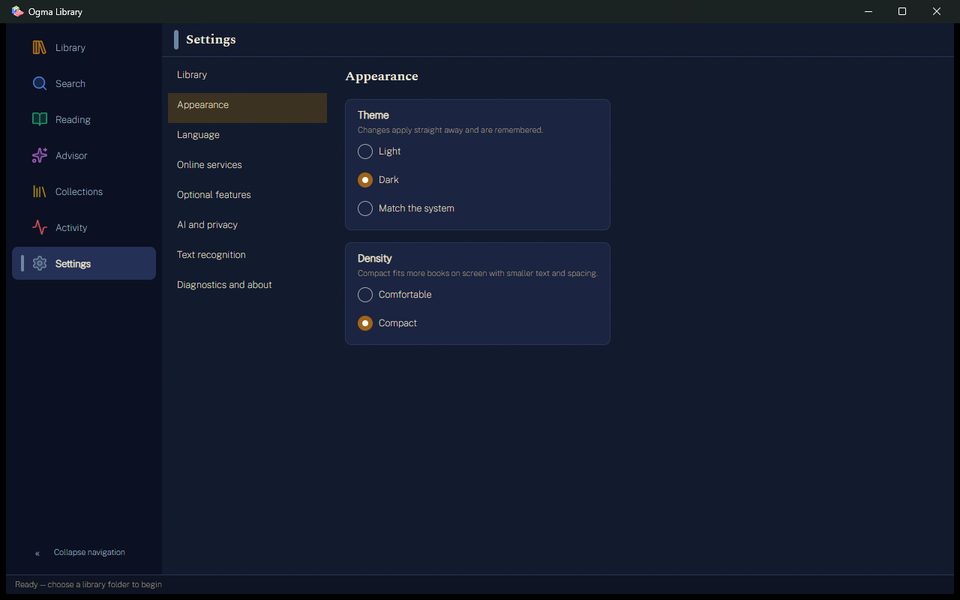 Ogma Library
Library
Search
Reading
Advisor
Collections
Activity
Settings
« Collapse navigation
Settings
Library
Appearance
Language
Online services
Optional features
AI and privacy
Text recognition
Diagnostics and about
Appearance
Theme
Changes apply straight away and are remembered.
Light
Dark
Match the system
Density
Compact fits more books on screen with smaller text and spacing.
Comfortable
Compact
Ready — choose a library folder to begin